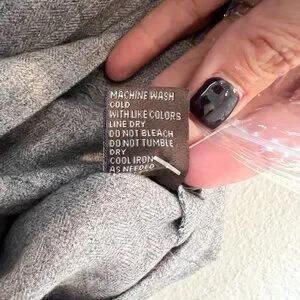 MACHINE WASH
COLD
WITH LIKE COLORS
LINE DRY
DO NOT BLEACH
DO NOT TUMBLE
DRY
COOL IRON
AS NEEDED